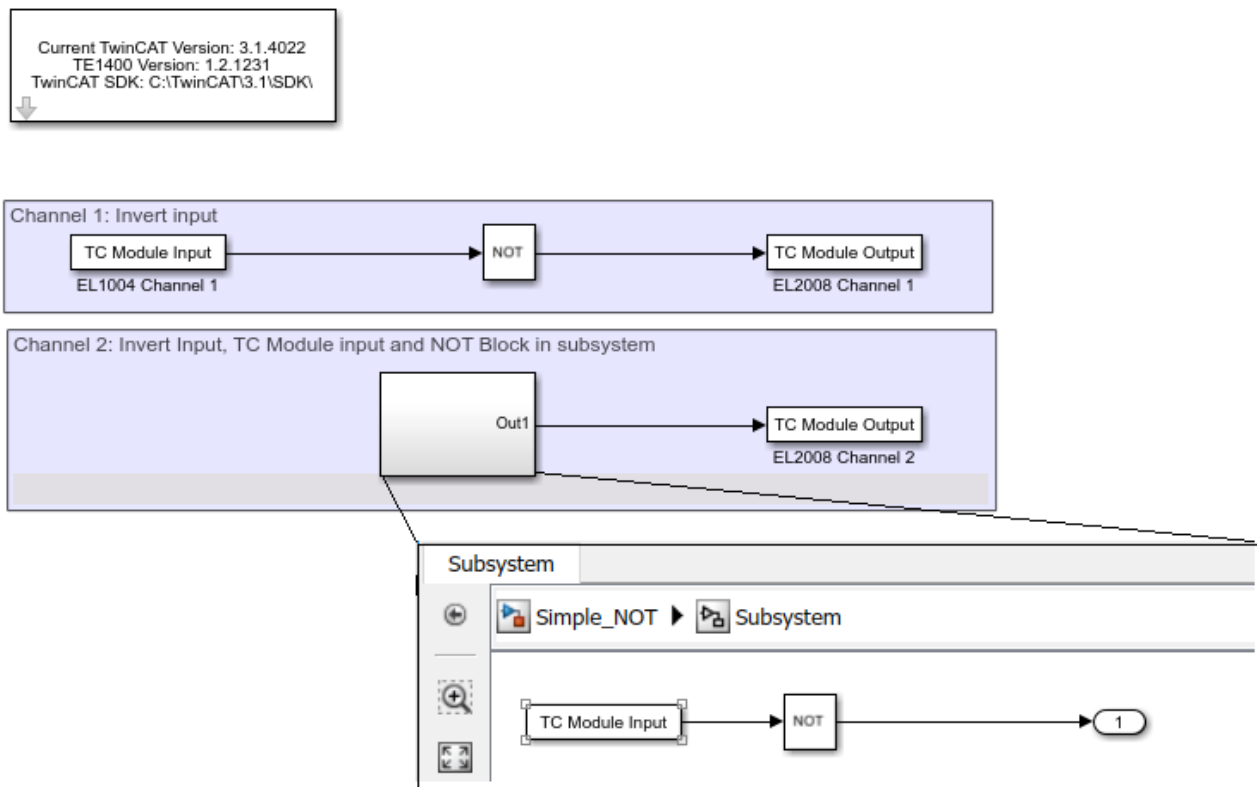 Current TwinCAT Version: 3.1.4022
TE1400 Version: 1.2.1231
TwinCAT SDK: C:\TwinCAT\3.1\SDK\
Channel 1: Invert input
TC Module Input
NOT
TC Module Output
EL1004 Channel 1
EL2008 Channel 1
Channel 2: Invert Input, TC Module input and NOT Block in subsystem
Out1
TC Module Output
EL2008 Channel 2
Subsystem
Simple_NOT
Subsystem
TC Module Input
NOT
1